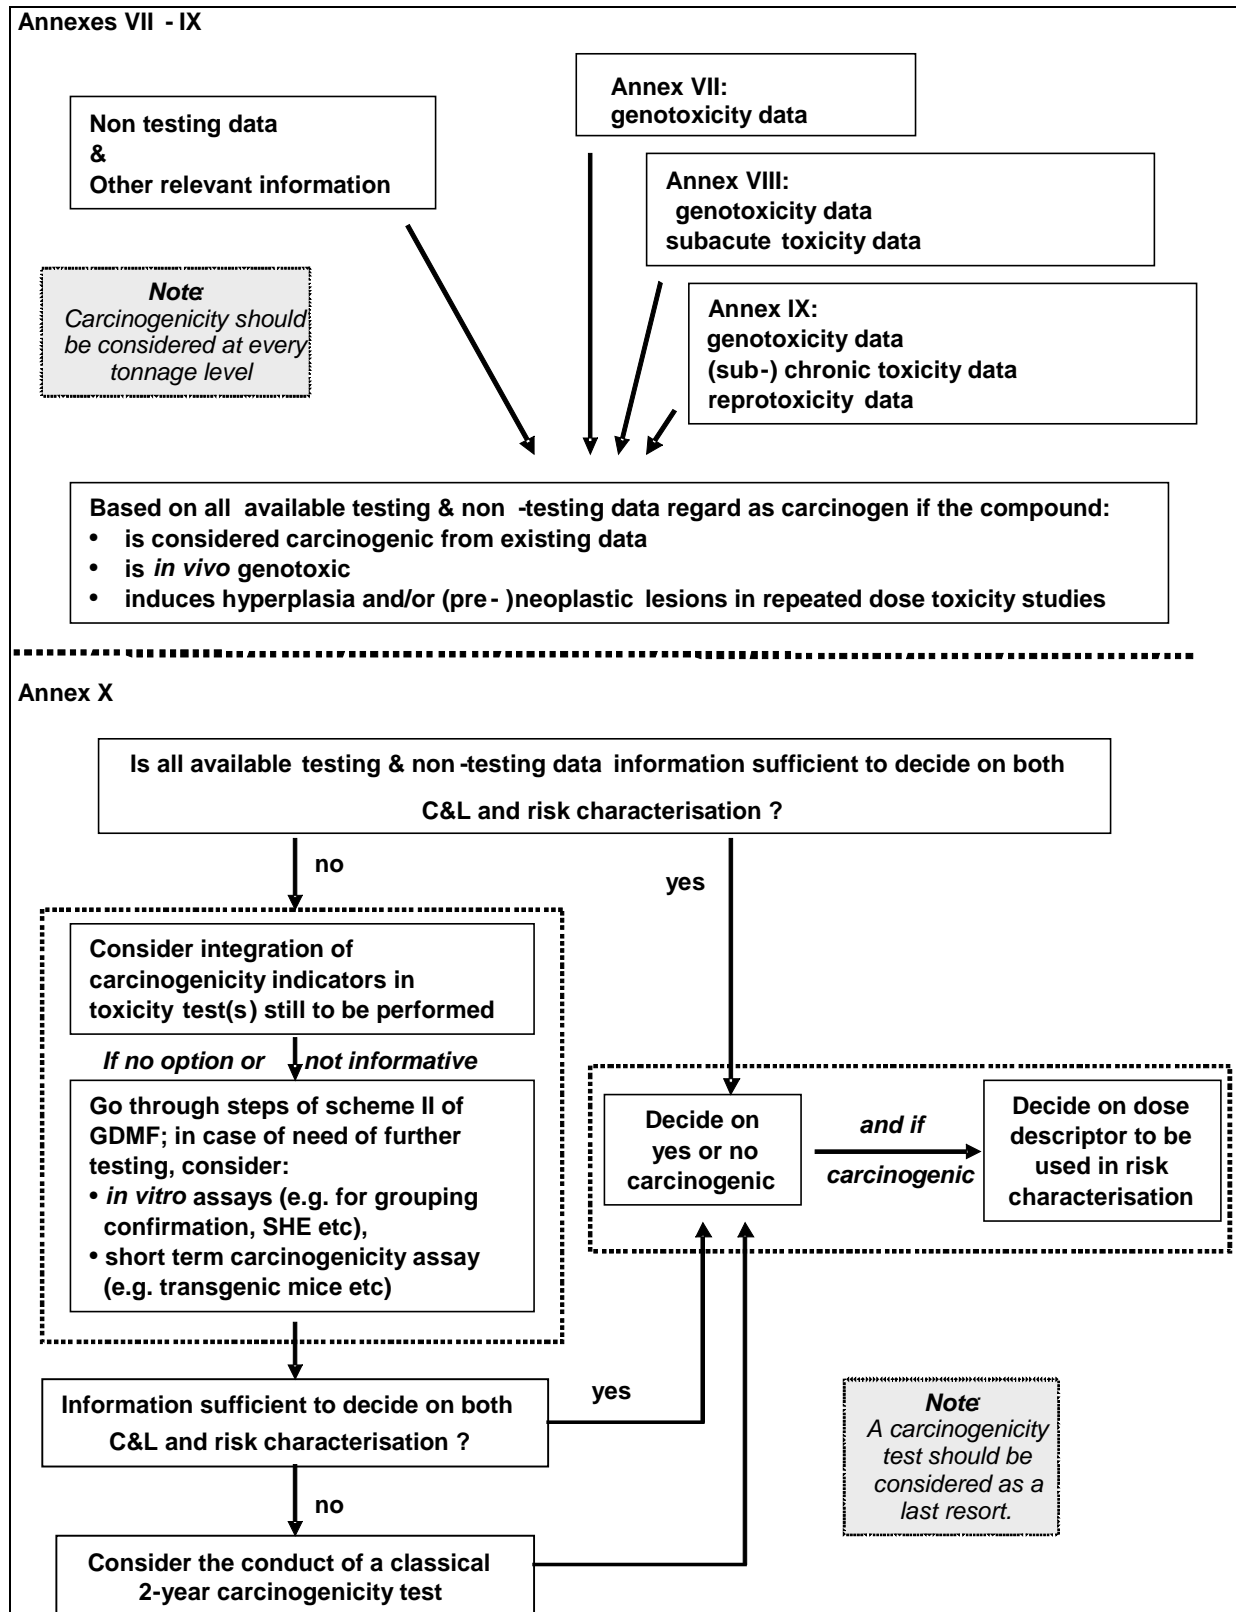 Annexes VII - IX
Non testing data
&
Other relevant information
Annex VII:
genotoxicity data
Annex VIII:
genotoxicity data
subacute toxicity data
Annex IX:
genotoxicity data
(sub-) chronic toxicity data
reprotoxicity data
Note:
Carcinogenicity should
be considered at every
tonnage level
Based on all available testing & non -testing data regard as carcinogen if the compound:
• is considered carcinogenic from existing data
• is in vivo genotoxic
• induces hyperplasia and/or (pre- )neoplastic lesions in repeated dose toxicity studies
Annex X
Is all available testing & non-testing data information sufficient to decide on both
C&L and risk characterisation ?
no
yes
Consider integration of
carcinogenicity indicators in
toxicity test(s) still to be performed
If no option or not informative
Go through steps of scheme II of
GDMF; in case of need of further
testing, consider:
• in vitro assays (e.g. for grouping
confirmation, SHE etc),
• short term carcinogenicity assay
(e.g. transgenic mice etc)
Decide on
yes or no
carcinogenic
and if
carcinogenic
Decide on dose
descriptor to be
used in risk
characterisation
Information sufficient to decide on both
C&L and risk characterisation ?
yes
no
Consider the conduct of a classical
2-year carcinogenicity test
Note:
A carcinogenicity
test should be
considered as a
last resort.